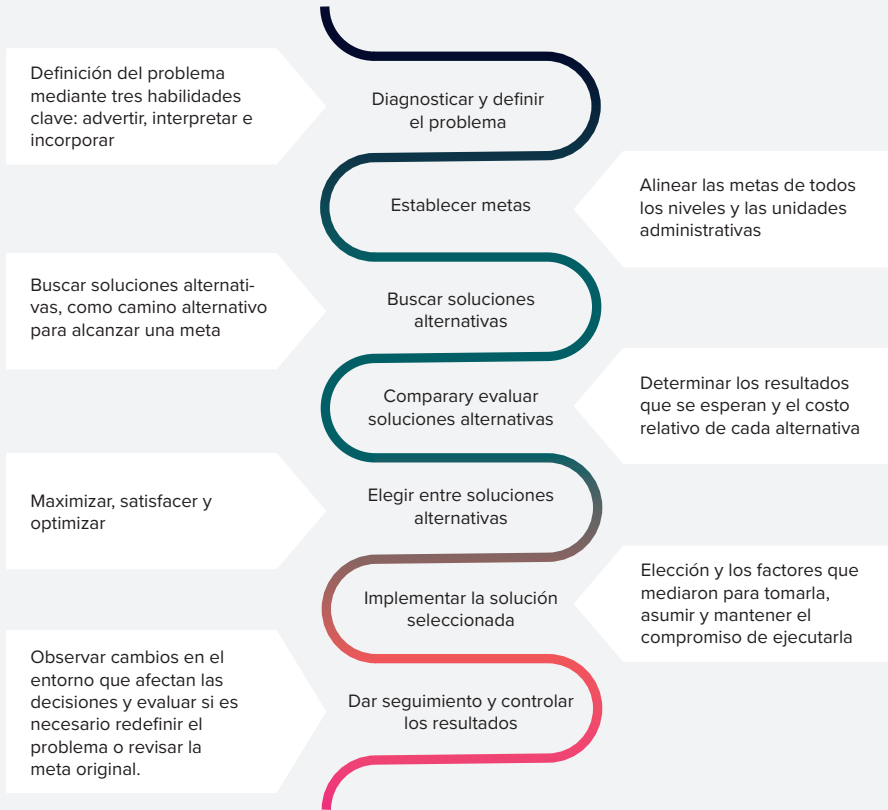 Definición del problema
mediante tres habilidades
clave: advertir, interpretar e
incorporar
Diagnosticar y definir
el problema
Establecer metas
Alinear las metas de todos
los niveles y las unidades
administrativas
Buscar soluciones alternati-
vas, como camino alternativo
para alcanzar una meta
Buscar soluciones
alternativas
Comparary evaluar
soluciones alternativas
Determinar los resultados
que se esperan y el costo
relativo de cada alternativa
Maximizar, satisfacer y
optimizar
Elegir entre soluciones
alternativas
Implementar la solución
seleccionada
Elección y los factores que
mediaron para tomarla,
asumir y mantener el
compromiso de ejecutarla
Observar cambios en el
entorno que afectan las
decisiones y evaluar si es
necesario redefinir el
problema o revisar la
meta original.
Dar seguimiento y controlar
los resultados